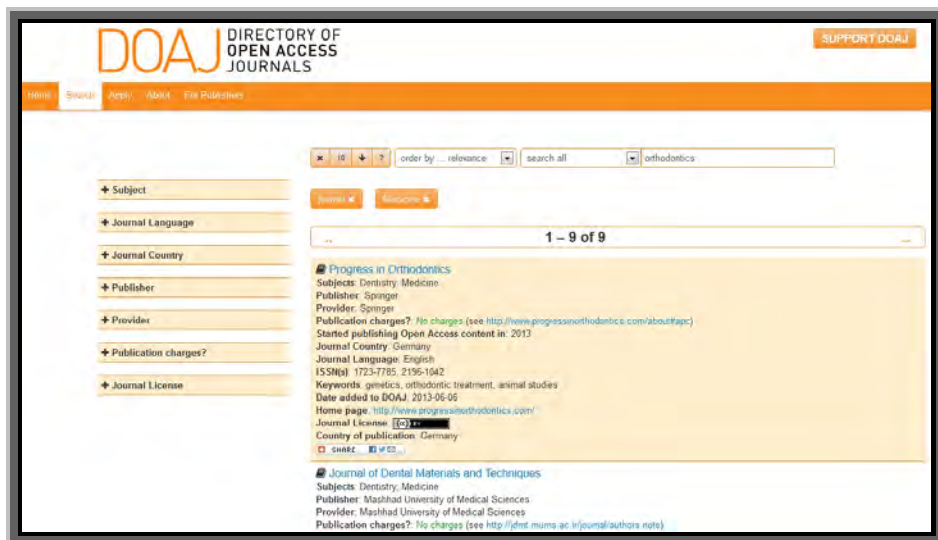 DOAJ
DIRECTORY OF
OPEN ACCESS
JOURNALS
SUPPORT DOAJ
Home Search Apply About For Publishers
10 ? order by ... relevance search all orthodontics
+ Subject
Journal × Medicine ×
+ Journal Language
.. 1 – 9 of 9 ...
+ Journal Country
Progress in Orthodontics
Subjects: Dentistry, Medicine
+ Publisher
Publisher: Springer
Provider: Springer
+ Provider
Publication charges?: No charges (see http://www.progressinorthodontics.com/about#apc)
Started publishing Open Access content in: 2013
Journal Country: Germany
+ Publication charges?
Journal Language: English
ISSN(s): 1723-7785, 2196-1042
+ Journal License
Keywords: genetics, orthodontic treatment, animal studies
Date added to DOAJ: 2013-06-06
Home page: http://www.progressinorthodontics.com/
Journal License:
Country of publication: Germany
SHARE
Journal of Dental Materials and Techniques
Subjects: Dentistry, Medicine
Publisher: Mashhad University of Medical Sciences
Provider: Mashhad University of Medical Sciences
Publication charges?: No charges (see http://jdmt.mums.ac.ir/journal/authors.note)